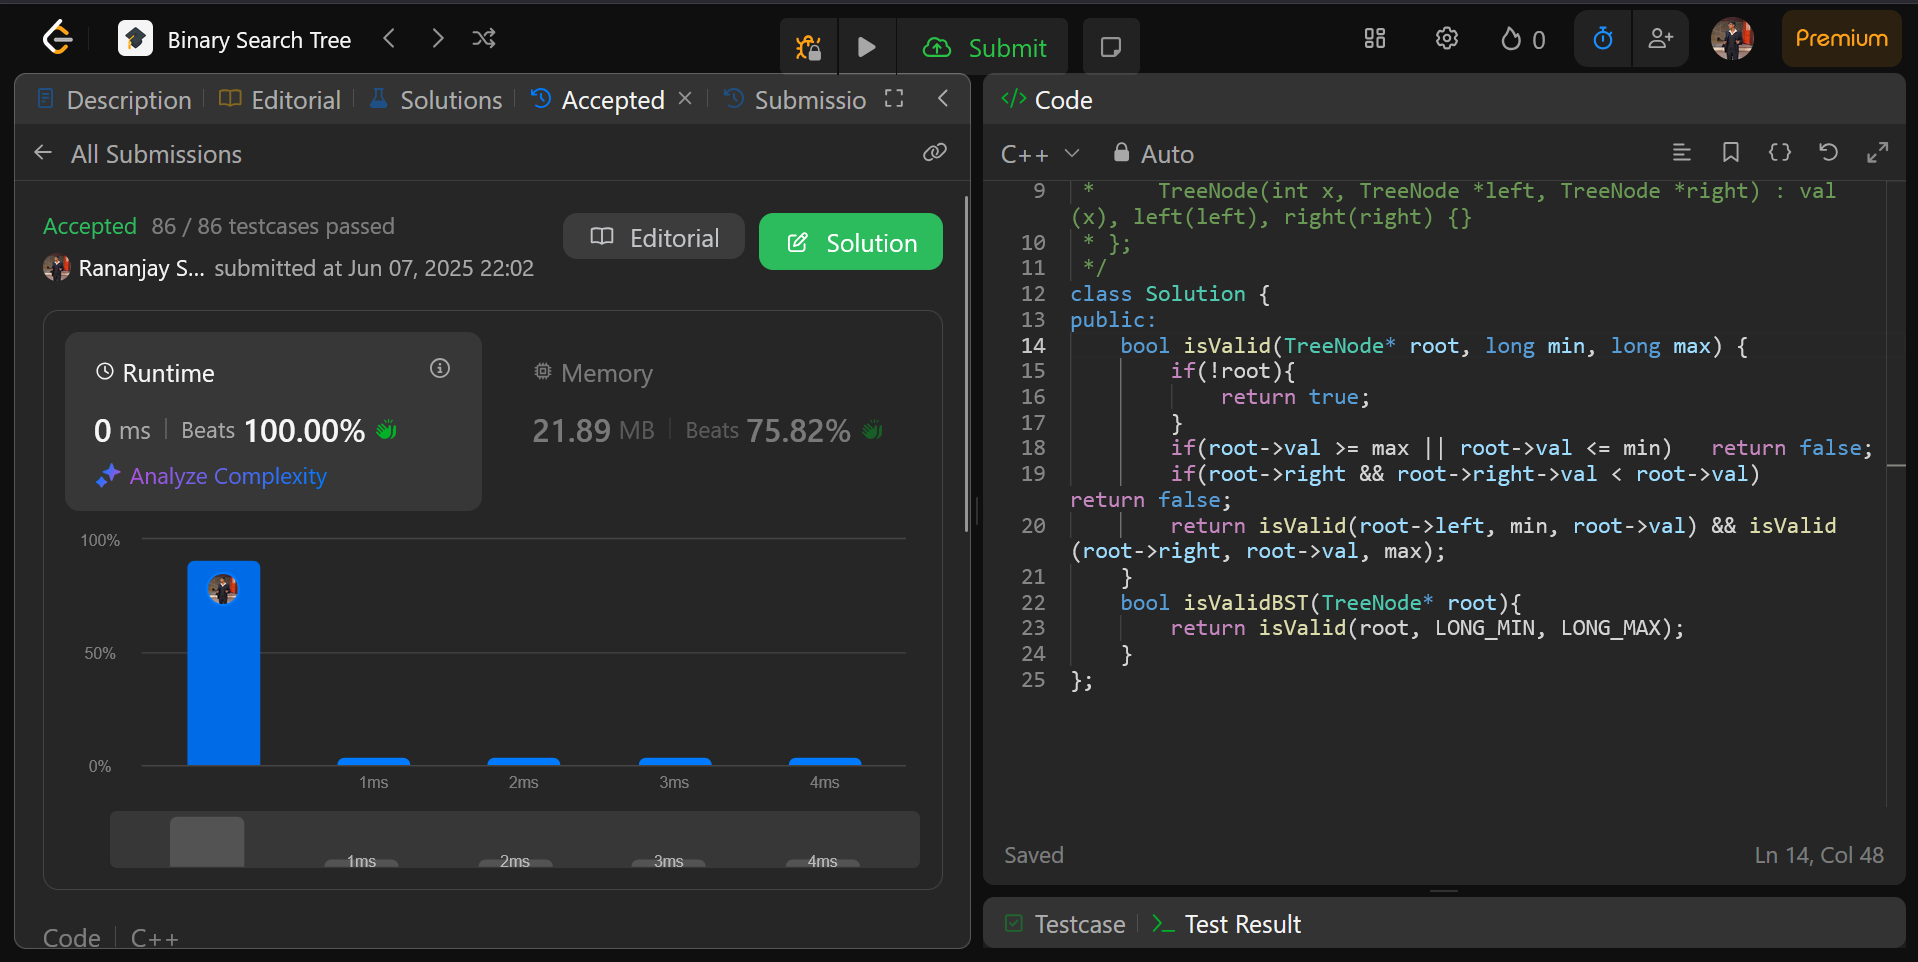 Binary Search Tree
Submit
0
Premium
Description
Editorial
Solutions
Accepted
Submissio
All Submissions
Accepted 86 / 86 testcases passed
Editorial
Solution
Rananjay S... submitted at Jun 07, 2025 22:02
Runtime
0 ms | Beats 100.00%
Analyze Complexity
Memory
21.89 MB | Beats 75.82%
100%
50%
0%
1ms 2ms 3ms 4ms
1ms 2ms 3ms 4ms
Code | C++
</> Code
C++ Auto
9 *     TreeNode(int x, TreeNode *left, TreeNode *right) : val
(x), left(left), right(right) {}
10 * };
11 */
12 class Solution {
13 public:
14     bool isValid(TreeNode* root, long min, long max) {
15         if(!root){
16             return true;
17         }
18         if(root->val >= max || root->val <= min)   return false;
19         if(root->right && root->right->val < root->val)
return false;
20         return isValid(root->left, min, root->val) && isValid
(root->right, root->val, max);
21     }
22     bool isValidBST(TreeNode* root){
23         return isValid(root, LONG_MIN, LONG_MAX);
24     }
25 };
Saved
Ln 14, Col 48
Testcase
Test Result